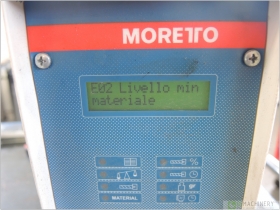 MORETTO
E02 Livello min
materiale
%
MATERIAL